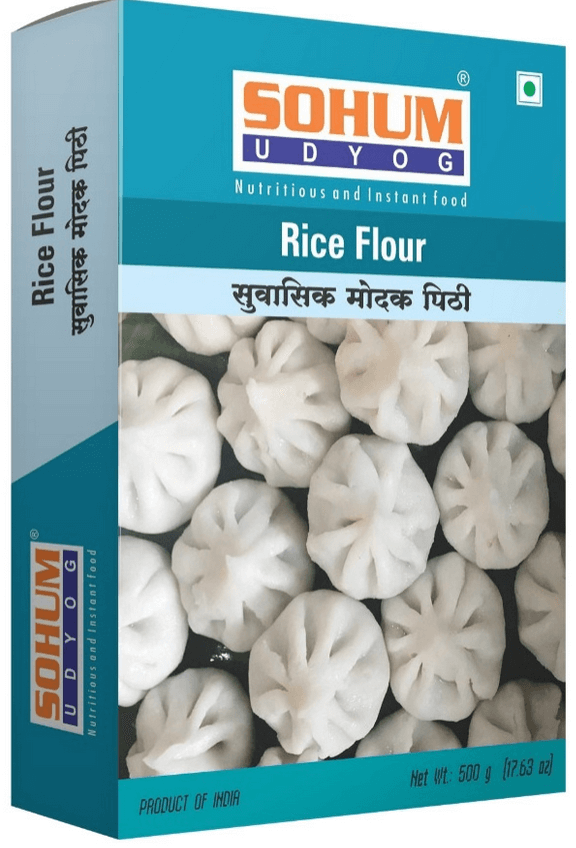 SOHUM ®
UDYOG
Nutritious and Instant food
Rice Flour
सुवासिक मोदक पिठी
Net Wt.: 500 g (17.63 oz)
PRODUCT OF INDIA
Rice Flour
सुवासिक मोदक पिठी
SOHUM ®
UDYOG
Nutritious and Instant food